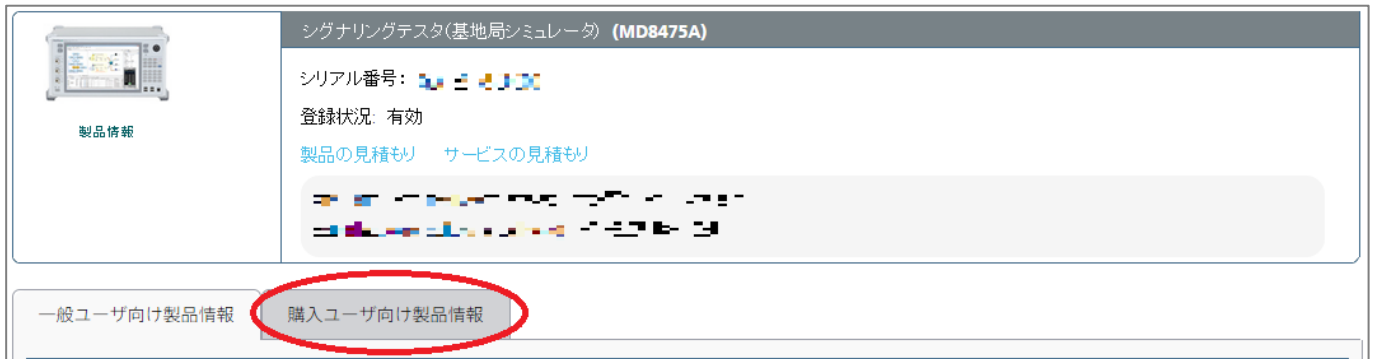 シグナリングテスタ(基地局シミュレータ) (MD8475A)
シリアル番号:
登録状況: 有効
製品情報
製品の見積もり サービスの見積もり
一般ユーザ向け製品情報 購入ユーザ向け製品情報